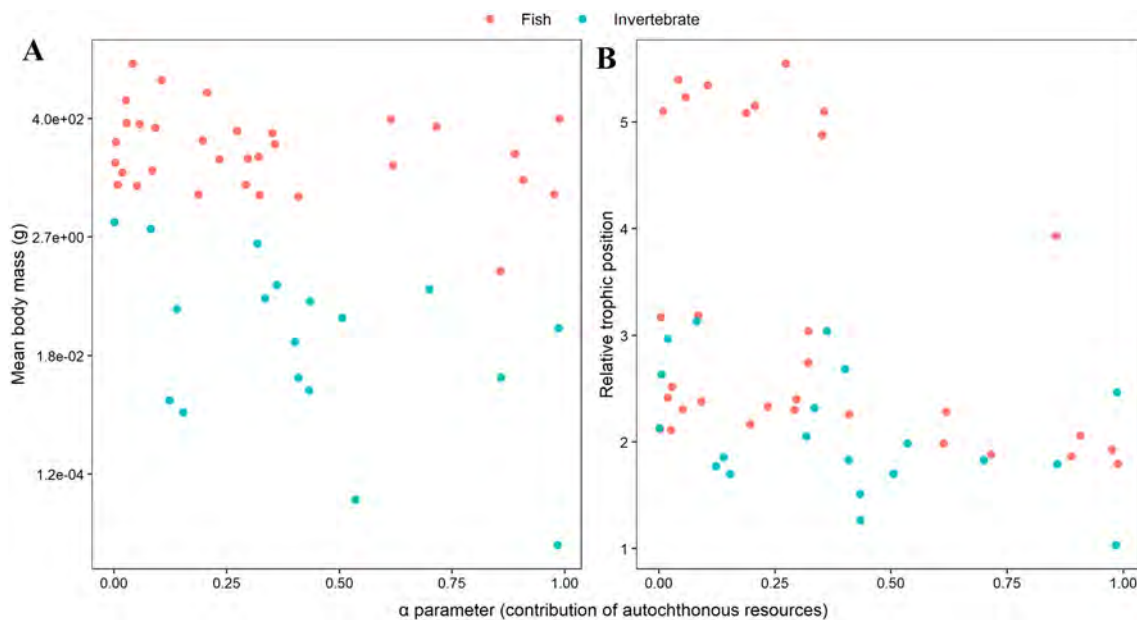 Fish Invertebrate
A
B
4.0e+02
2.7e+00
1.8e-02
1.2e-04
Mean body mass (g)
0.00 0.25 0.50 0.75 1.00
5
4
3
2
1
Relative trophic position
0.00 0.25 0.50 0.75 1.00
α parameter (contribution of autochthonous resources)